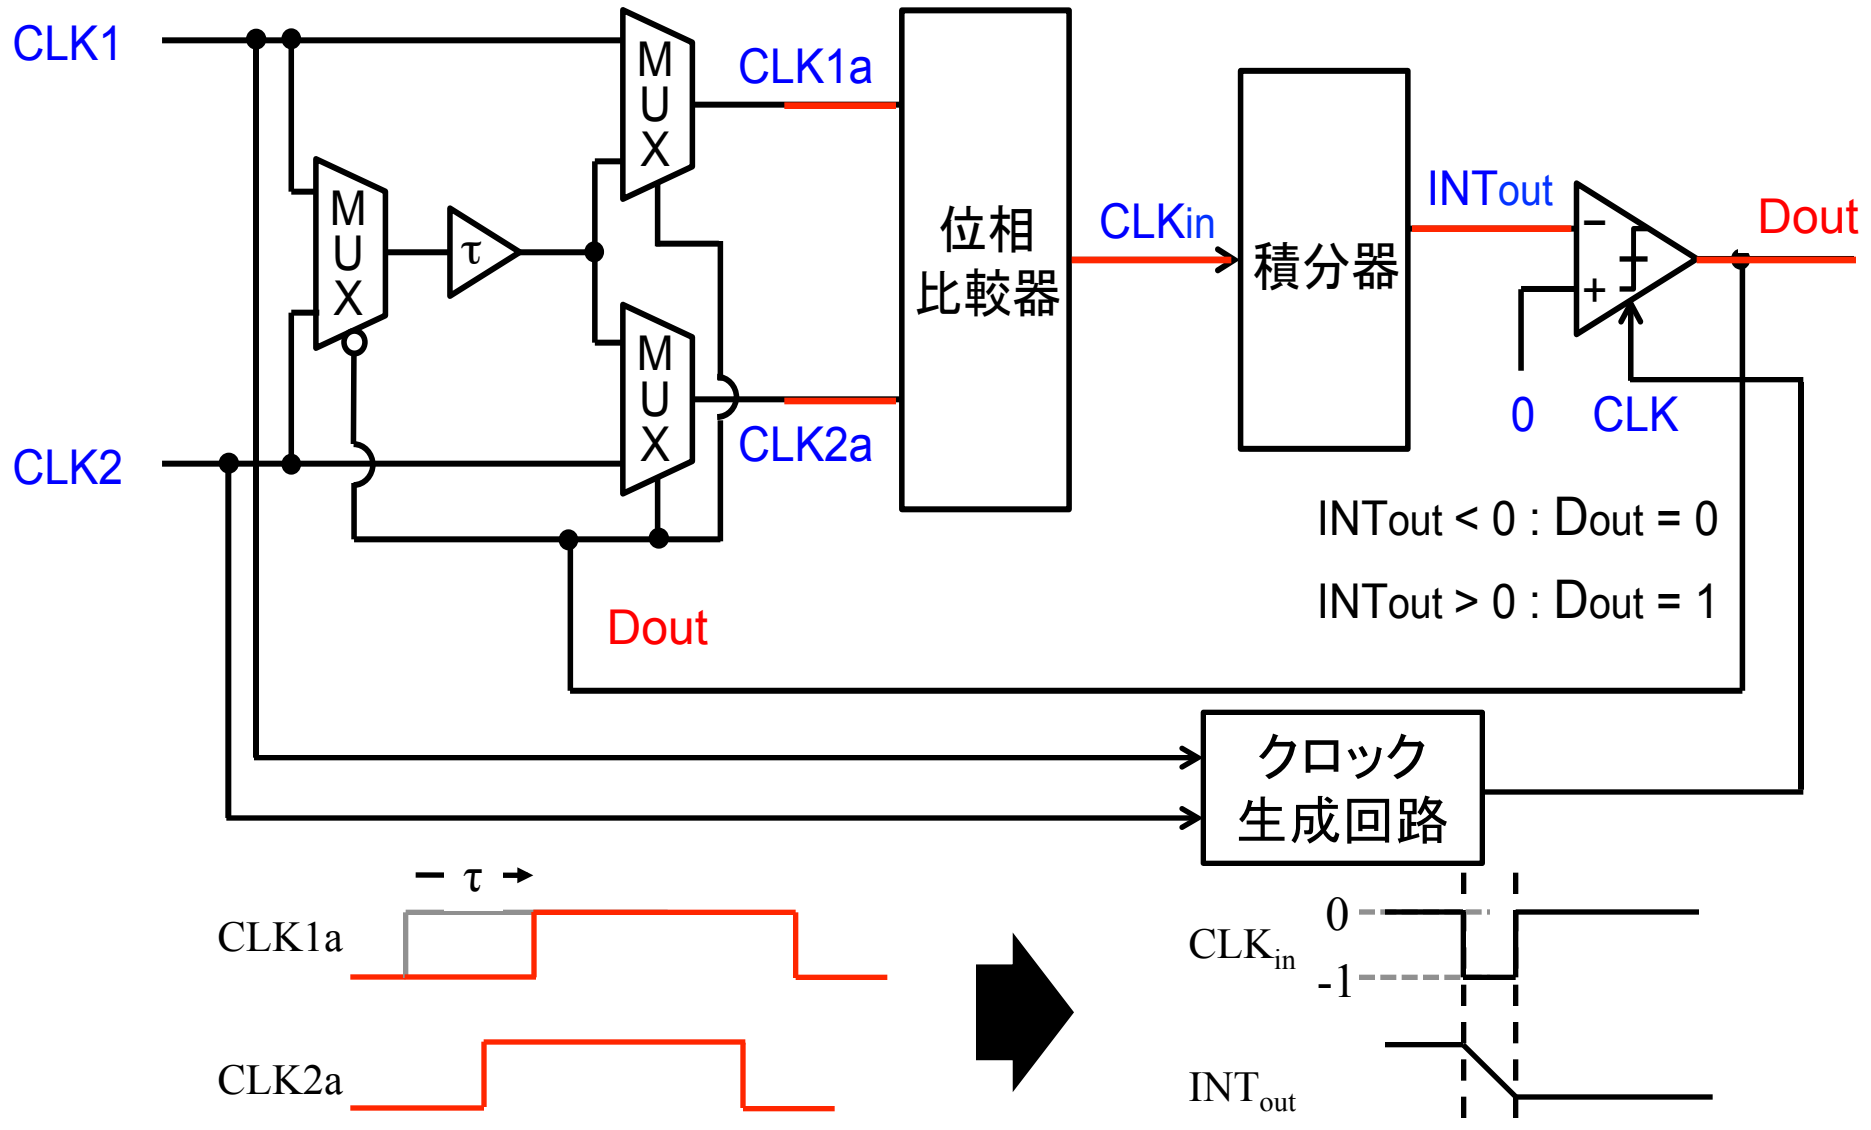 CLK1
MUX
CLK1a
MUX
τ
位相
比較器
CLKin
積分器
INTout
−
+
Dout
0
CLK
MUX
CLK2a
CLK2
INTout < 0 : Dout = 0
INTout > 0 : Dout = 1
Dout
クロック
生成回路
τ
CLK1a
CLK2a
0
CLKin
-1
INTout